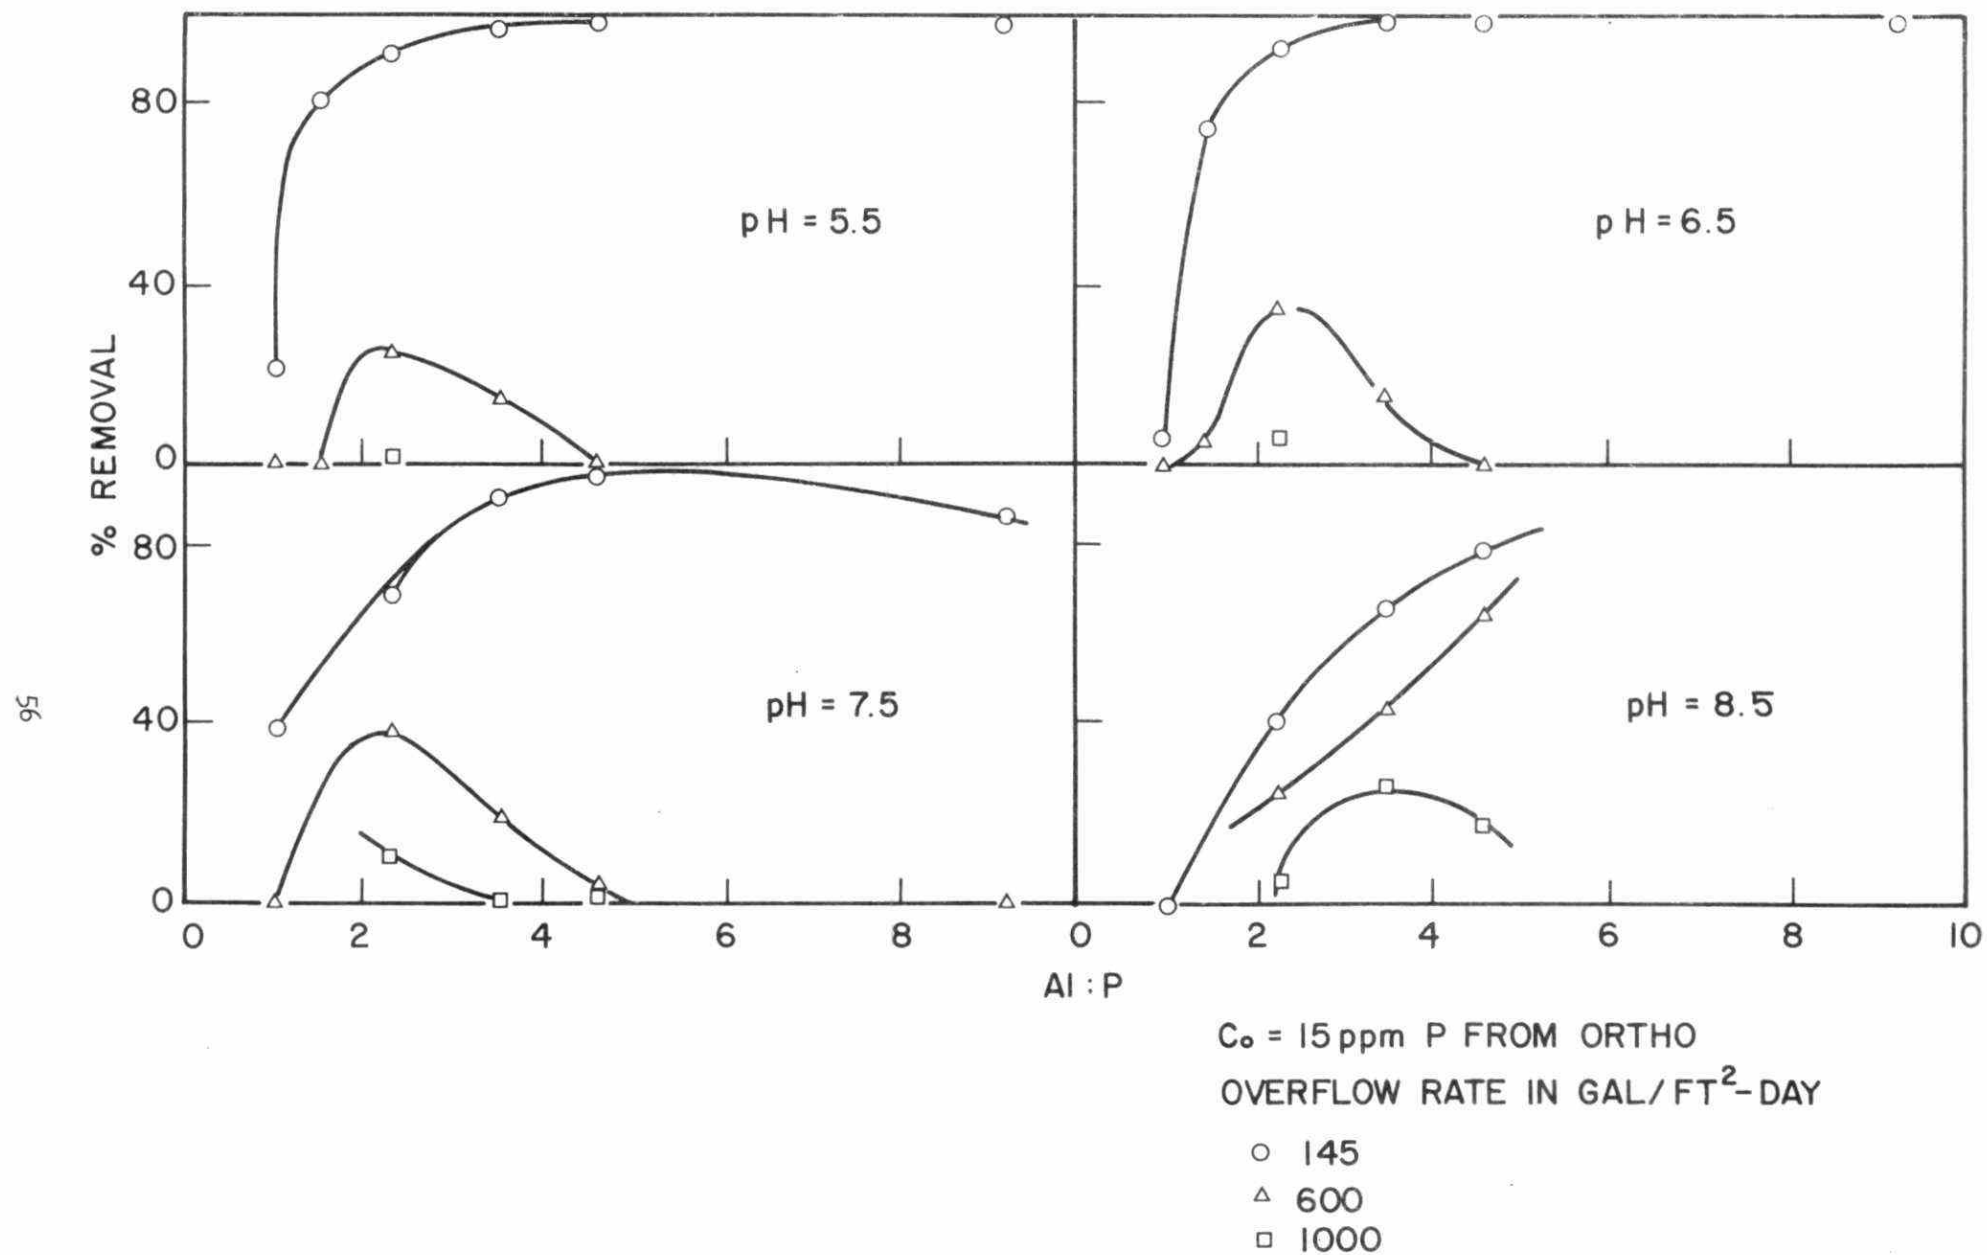 80
pH = 5.5
pH = 6.5
40
0
% REMOVAL
80
pH = 7.5
pH = 8.5
40
0
0 2 4 6 8 0 2 4 6 8 10
Al : P
C₀ = 15 ppm P FROM ORTHO
OVERFLOW RATE IN GAL/FT²-DAY
○ 145
△ 600
□ 1000
56